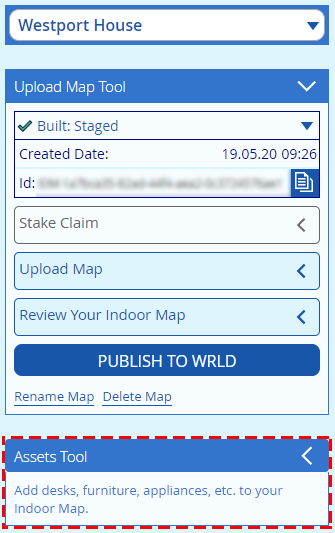 Westport House
Upload Map Tool
Built: Staged
Created Date: 19.05.20 09:26
Id:
Stake Claim
Upload Map
Review Your Indoor Map
PUBLISH TO WRLD
Rename Map Delete Map
Assets Tool
Add desks, furniture, appliances, etc. to your
Indoor Map.